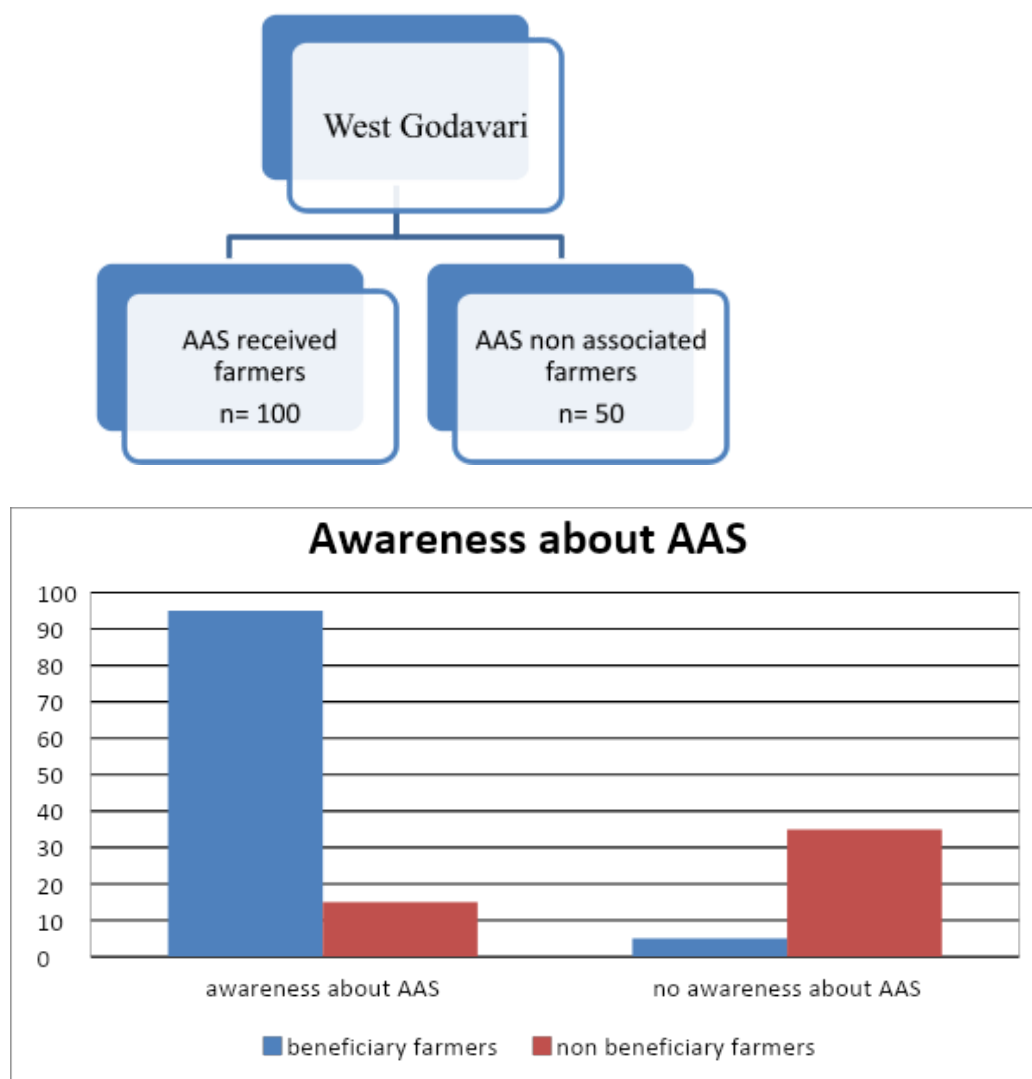 West Godavari
AAS received
farmers
n= 100
AAS non associated
farmers
n= 50
Awareness about AAS
100
90
80
70
60
50
40
30
20
10
0
awareness about AAS
no awareness about AAS
beneficiary farmers
non beneficiary farmers